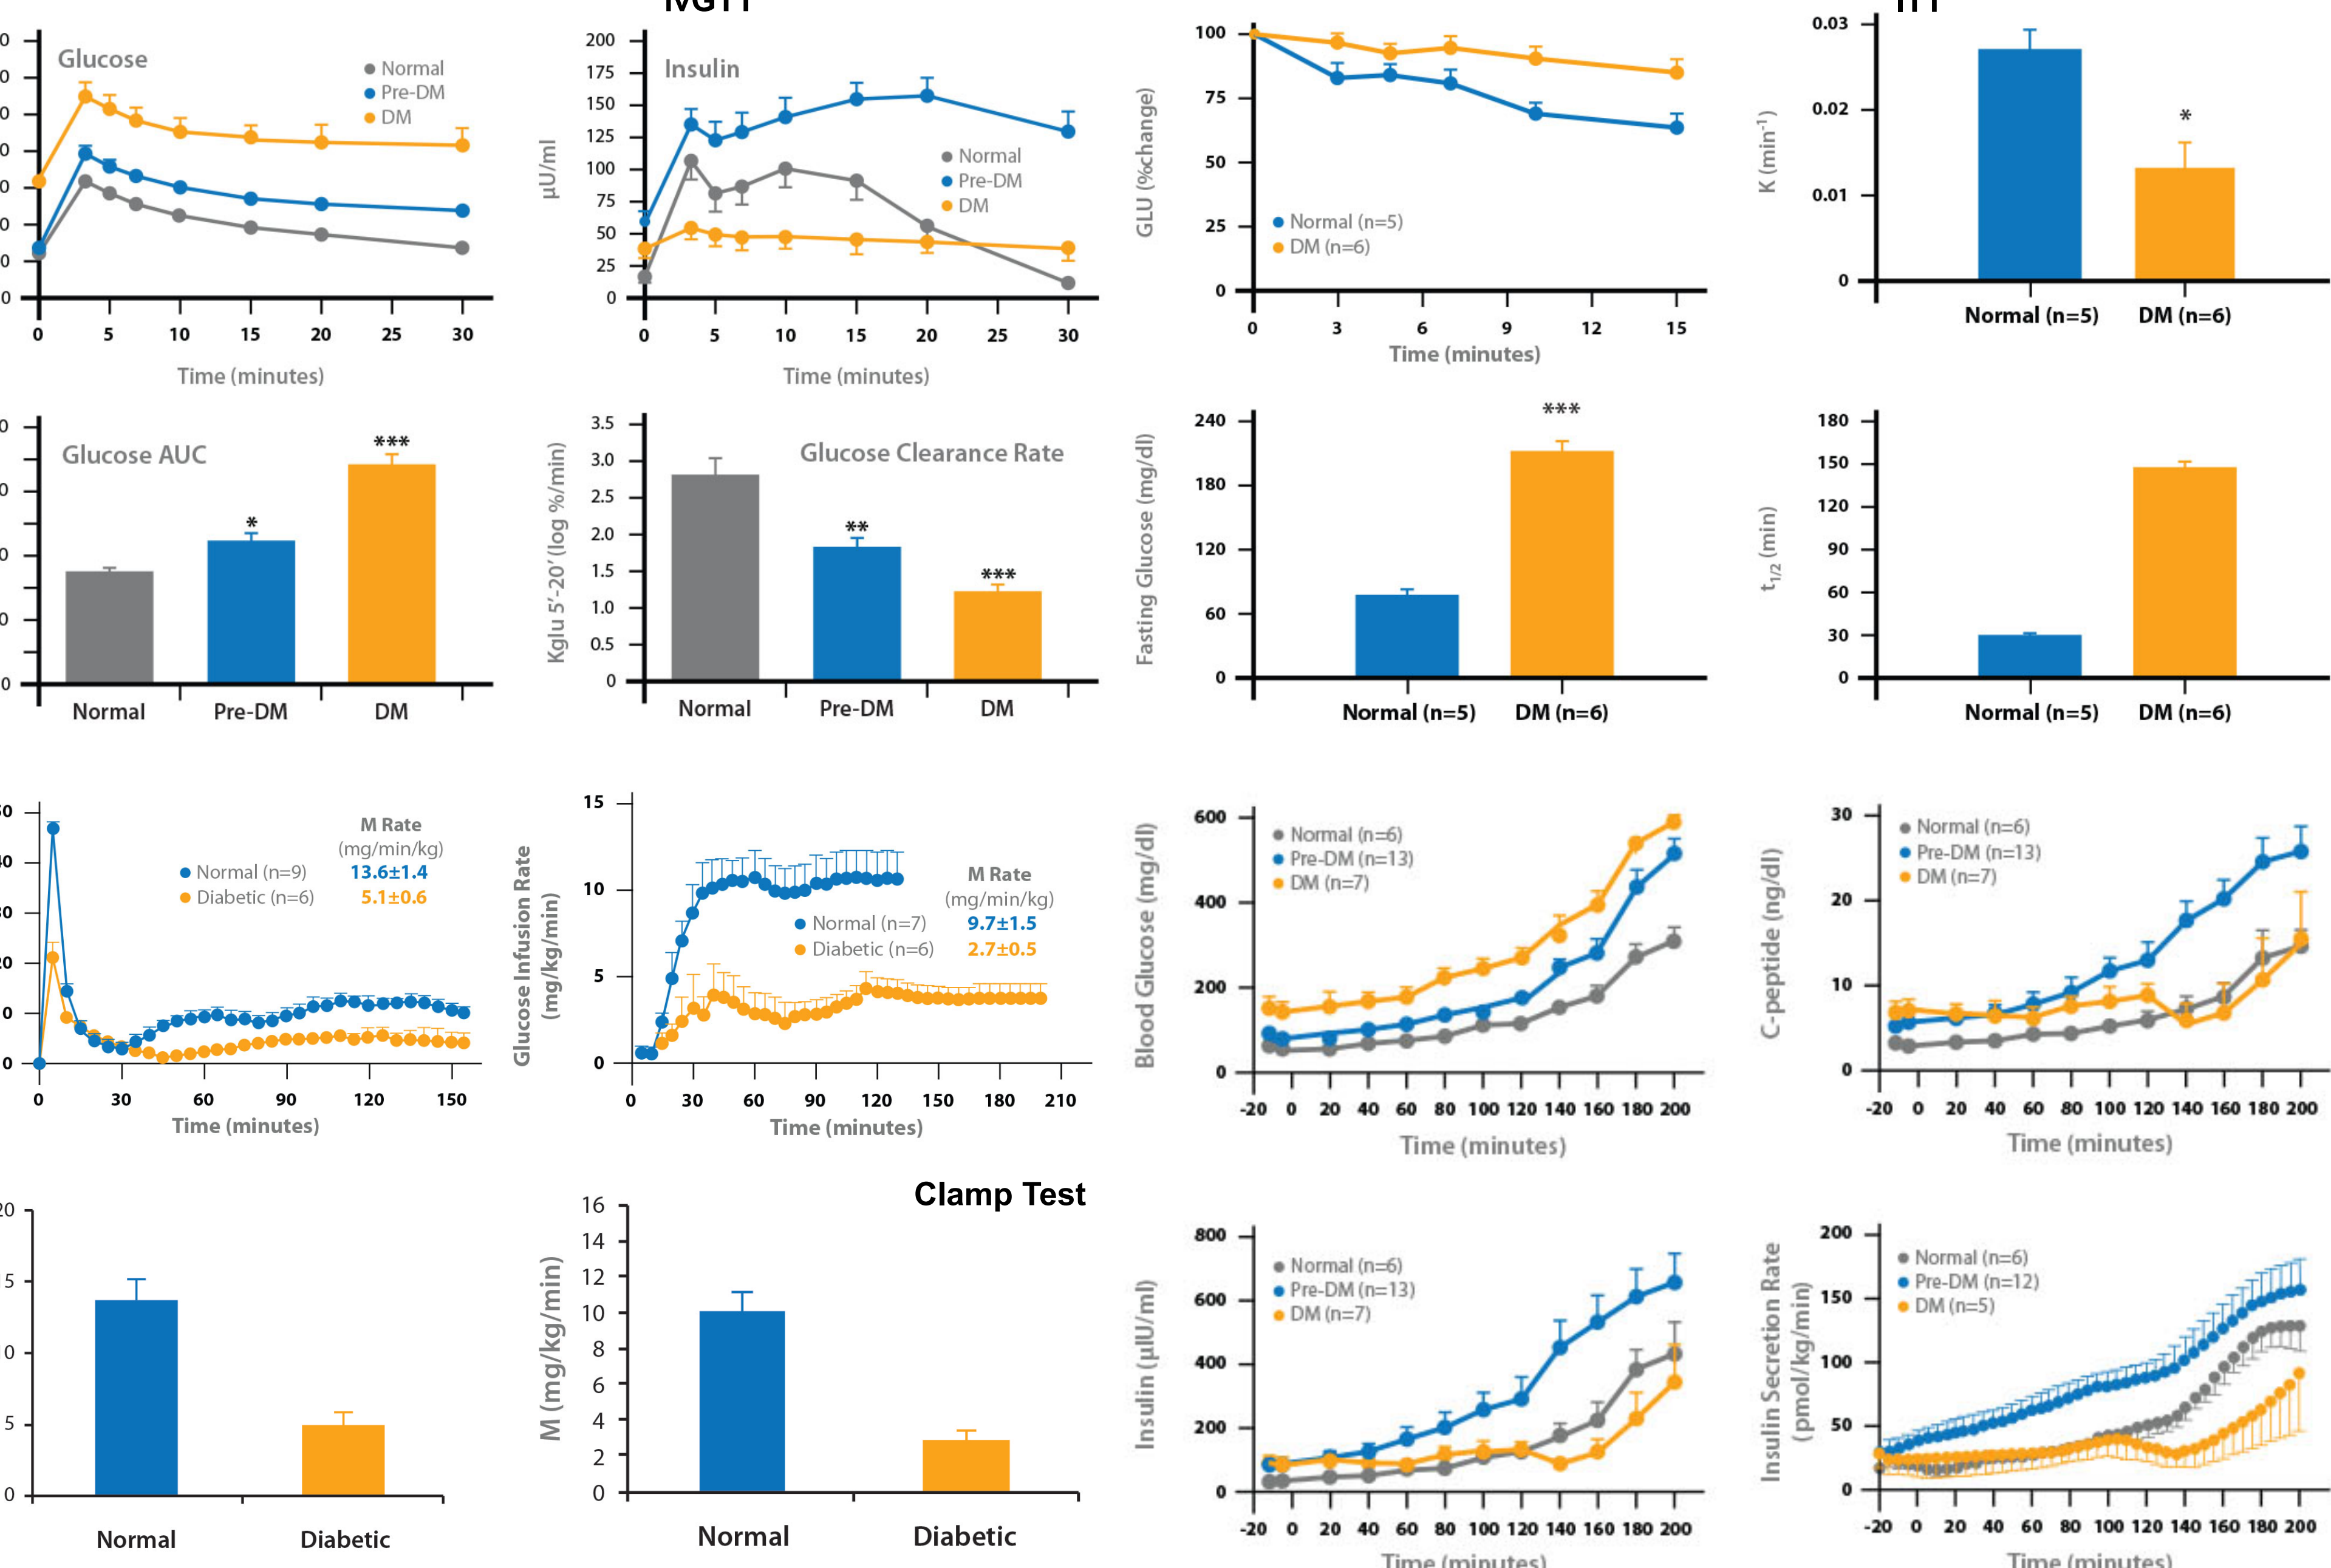 IVGTT
ITT
Glucose
Normal
Pre-DM
DM
0 5 10 15 20 25 30
Time (minutes)
200
175
150
125
100
75
50
25
0
μU/ml
Insulin
Normal
Pre-DM
DM
0 5 10 15 20 25 30
Time (minutes)
100
75
50
25
0
GLU (%change)
Normal (n=5)
DM (n=6)
0 3 6 9 12 15
Time (minutes)
0.03
0.02
0.01
0
K (min-1)
*
Normal (n=5) DM (n=6)
Glucose AUC
*
***
Normal Pre-DM DM
3.5
3.0
2.5
2.0
1.5
1.0
0.5
0
Kglu 5’-20’ (log %/min)
Glucose Clearance Rate
**
***
Normal Pre-DM DM
240
180
120
60
0
Fasting Glucose (mg/dl)
***
Normal (n=5) DM (n=6)
180
150
120
90
60
30
0
t1/2 (min)
Normal (n=5) DM (n=6)
M Rate
(mg/min/kg)
Normal (n=9) 13.6±1.4
Diabetic (n=6) 5.1±0.6
0 30 60 90 120 150
Time (minutes)
15
10
5
0
Glucose Infusion Rate
(mg/kg/min)
M Rate
(mg/min/kg)
Normal (n=7) 9.7±1.5
Diabetic (n=6) 2.7±0.5
0 30 60 90 120 150 180 210
Time (minutes)
600
400
200
0
Blood Glucose (mg/dl)
Normal (n=6)
Pre-DM (n=13)
DM (n=7)
-20 0 20 40 60 80 100 120 140 160 180 200
Time (minutes)
30
20
10
0
C-peptide (ng/dl)
Normal (n=6)
Pre-DM (n=13)
DM (n=7)
-20 0 20 40 60 80 100 120 140 160 180 200
Time (minutes)
Normal Diabetic
Clamp Test
16
14
12
10
8
6
4
2
0
M (mg/kg/min)
Normal Diabetic
800
600
400
200
0
Insulin (μIU/ml)
Normal (n=6)
Pre-DM (n=13)
DM (n=7)
-20 0 20 40 60 80 100 120 140 160 180 200
Time (minutes)
200
150
100
50
0
Insulin Secretion Rate
(pmol/kg/min)
Normal (n=6)
Pre-DM (n=12)
DM (n=5)
-20 0 20 40 60 80 100 120 140 160 180 200
Time (minutes)